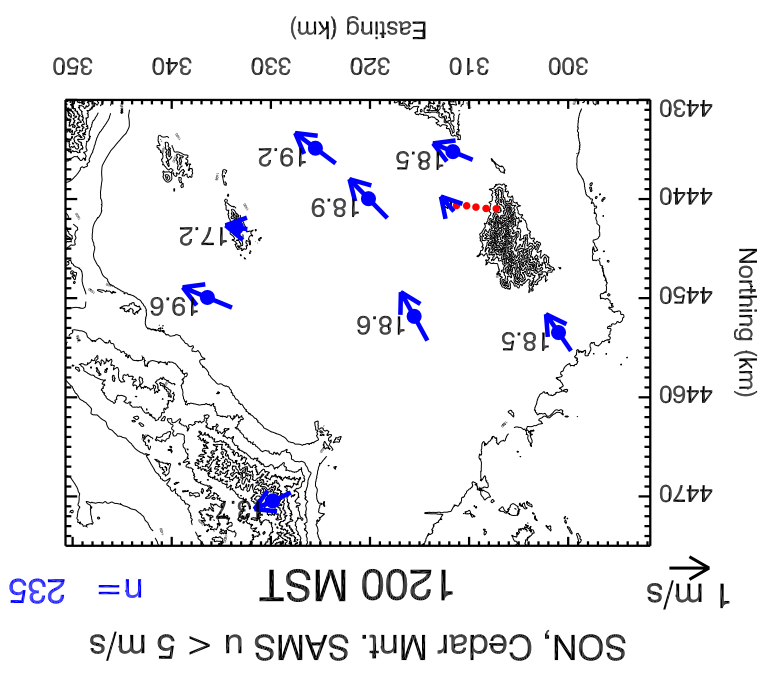 SON, Cedar Mnt. SAMS u < 5 m/s
1 m/s
1200 MST
n= 235
4470
4460
4450
4440
4430
Northing (km)
13.7
18.5
18.6
19.6
17.2
18.9
18.5
19.2
300 310 320 330 340 350
Easting (km)